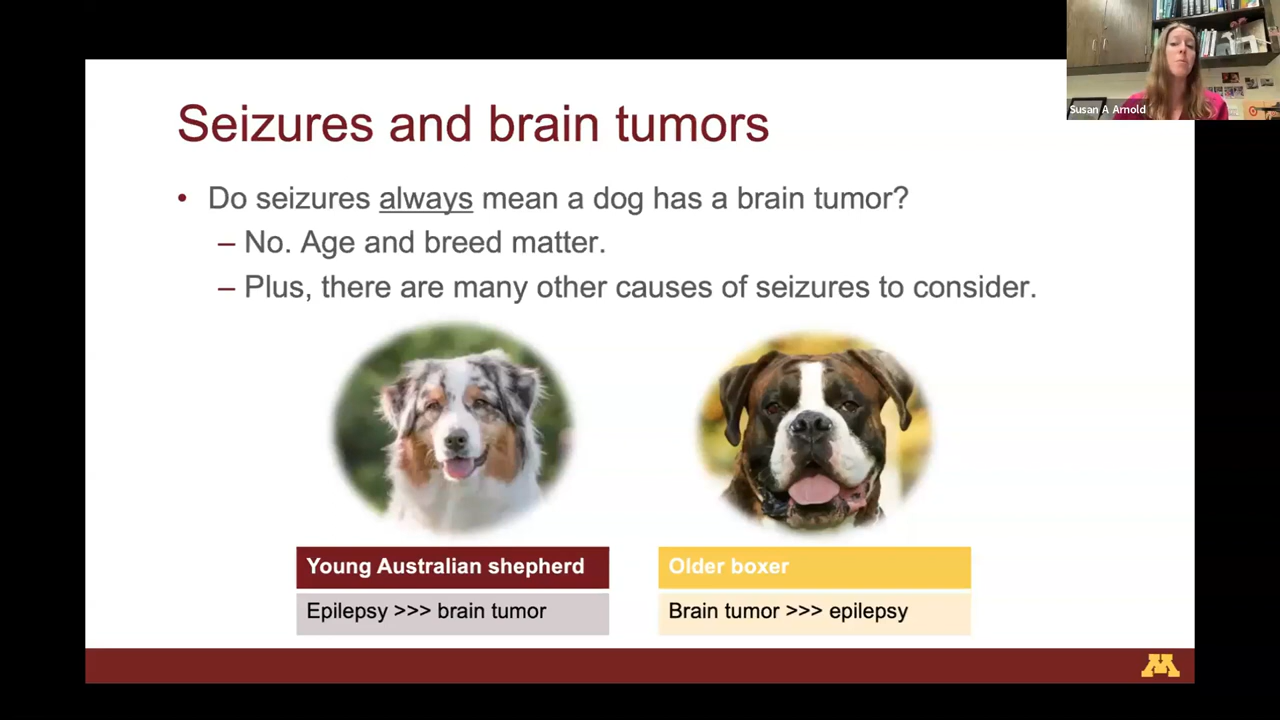 Susan A Arnold
Seizures and brain tumors
• Do seizures always mean a dog has a brain tumor?
– No. Age and breed matter.
– Plus, there are many other causes of seizures to consider.
Young Australian shepherd
Epilepsy >>> brain tumor
Older boxer
Brain tumor >>> epilepsy
M